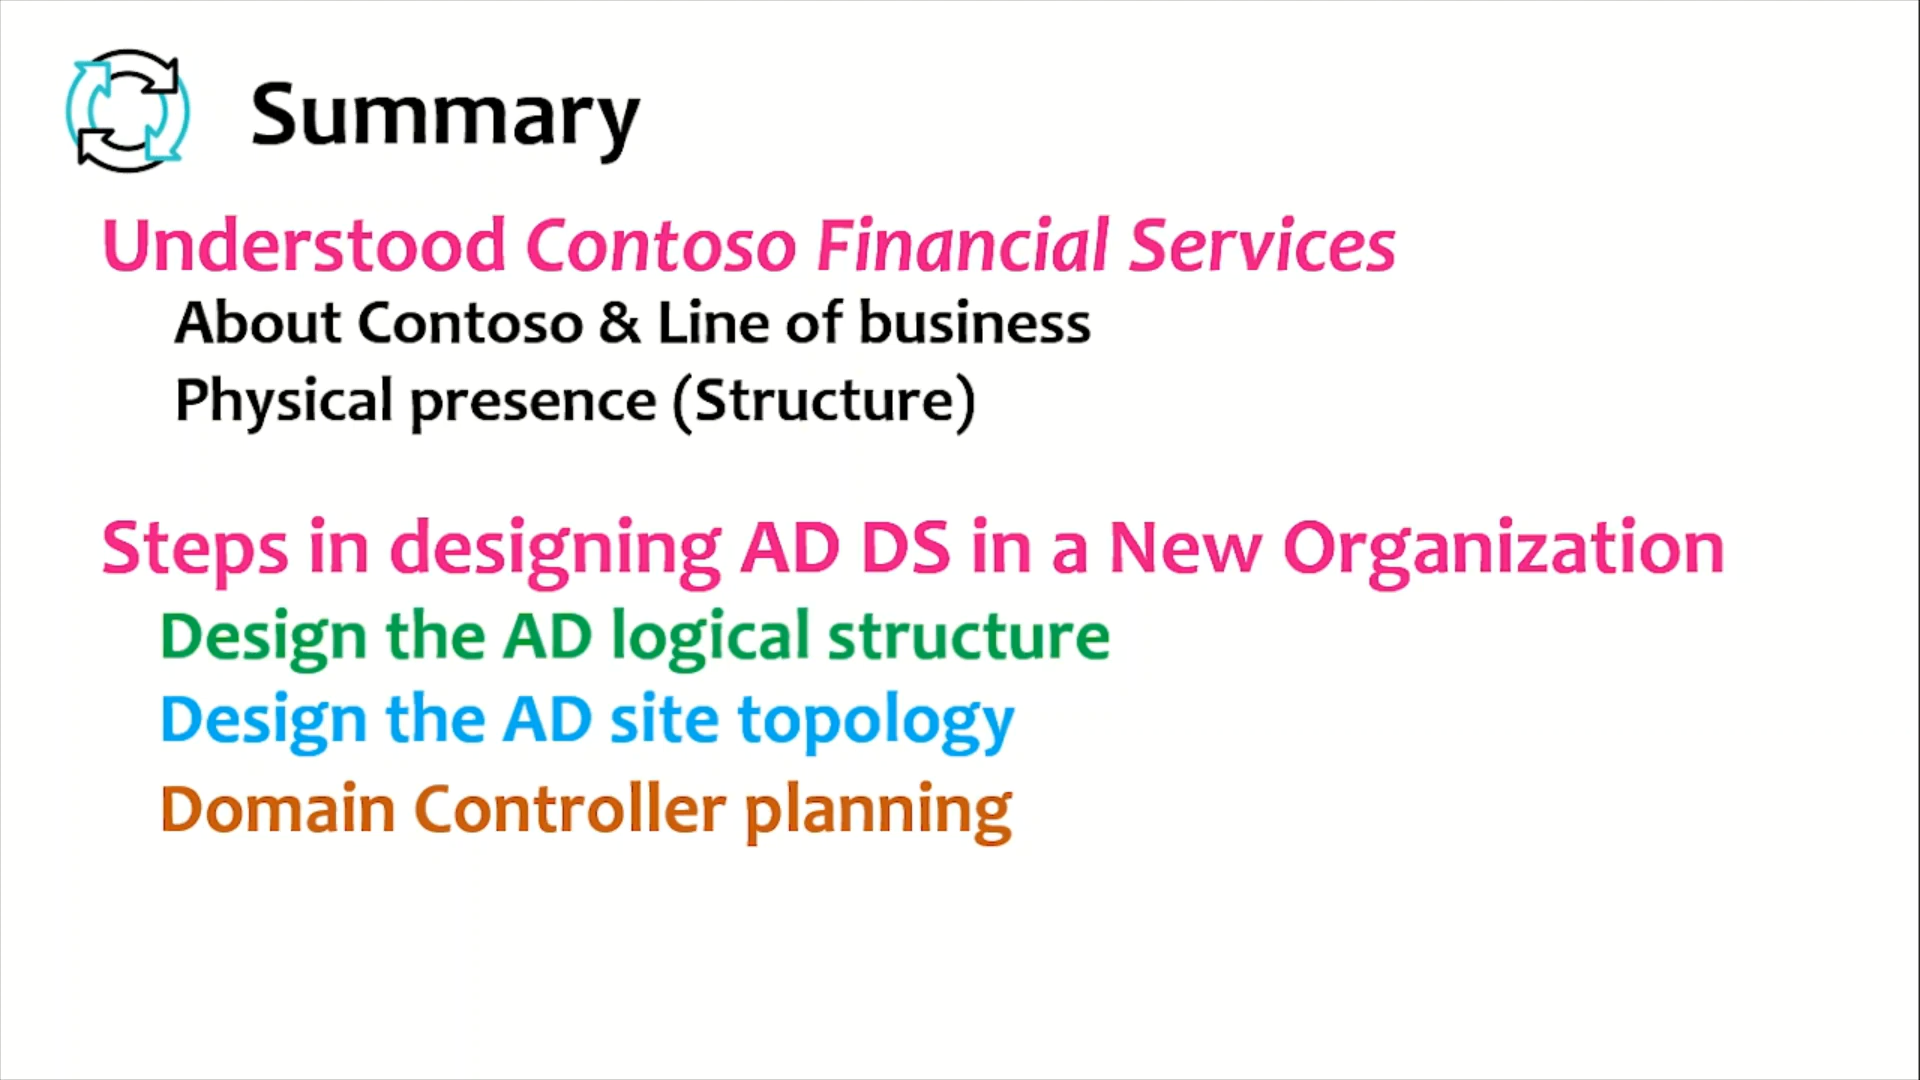 Summary
Understood Contoso Financial Services
About Contoso & Line of business
Physical presence (Structure)
Steps in designing AD DS in a New Organization
Design the AD logical structure
Design the AD site topology
Domain Controller planning